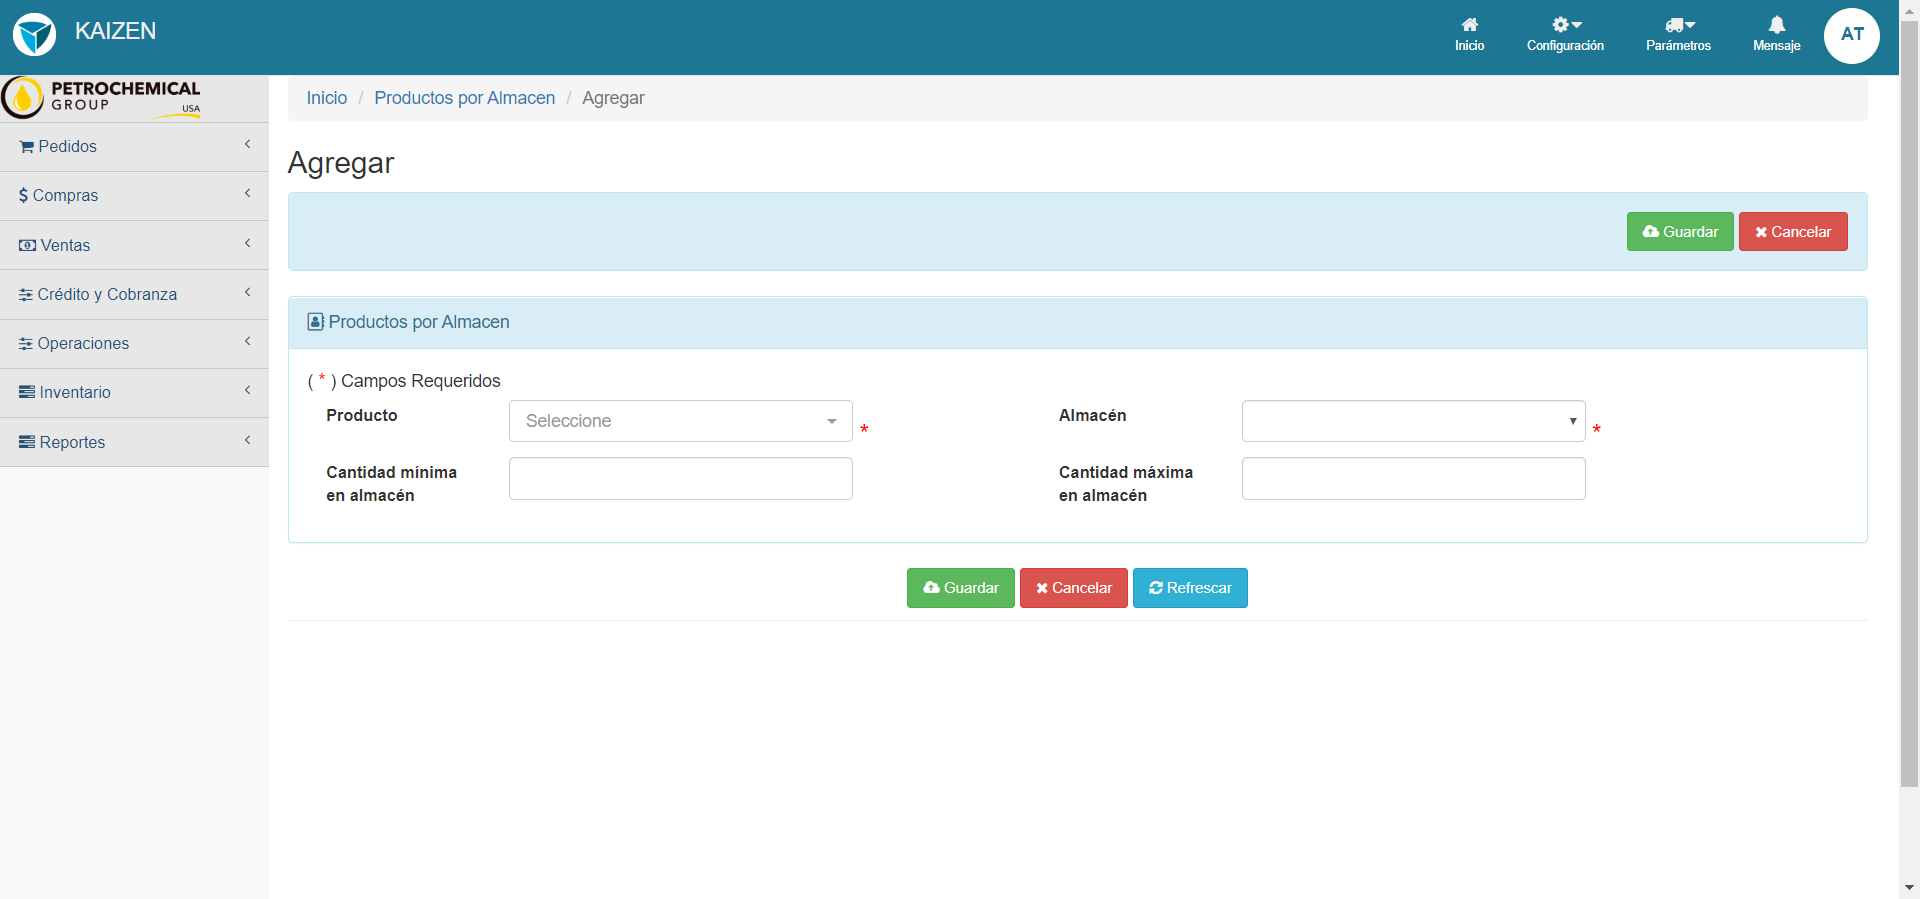 KAIZEN
Inicio
Configuración
Parámetros
Mensaje
AT
PETROCHEMICAL
GROUP
USA
Pedidos
Compras
Ventas
Crédito y Cobranza
Operaciones
Inventario
Reportes
Inicio / Productos por Almacen / Agregar
Agregar
Guardar
Cancelar
Productos por Almacen
( * ) Campos Requeridos
Producto
Seleccione
*
Almacén
*
Cantidad mínima
en almacén
Cantidad máxima
en almacén
Guardar
Cancelar
Refrescar